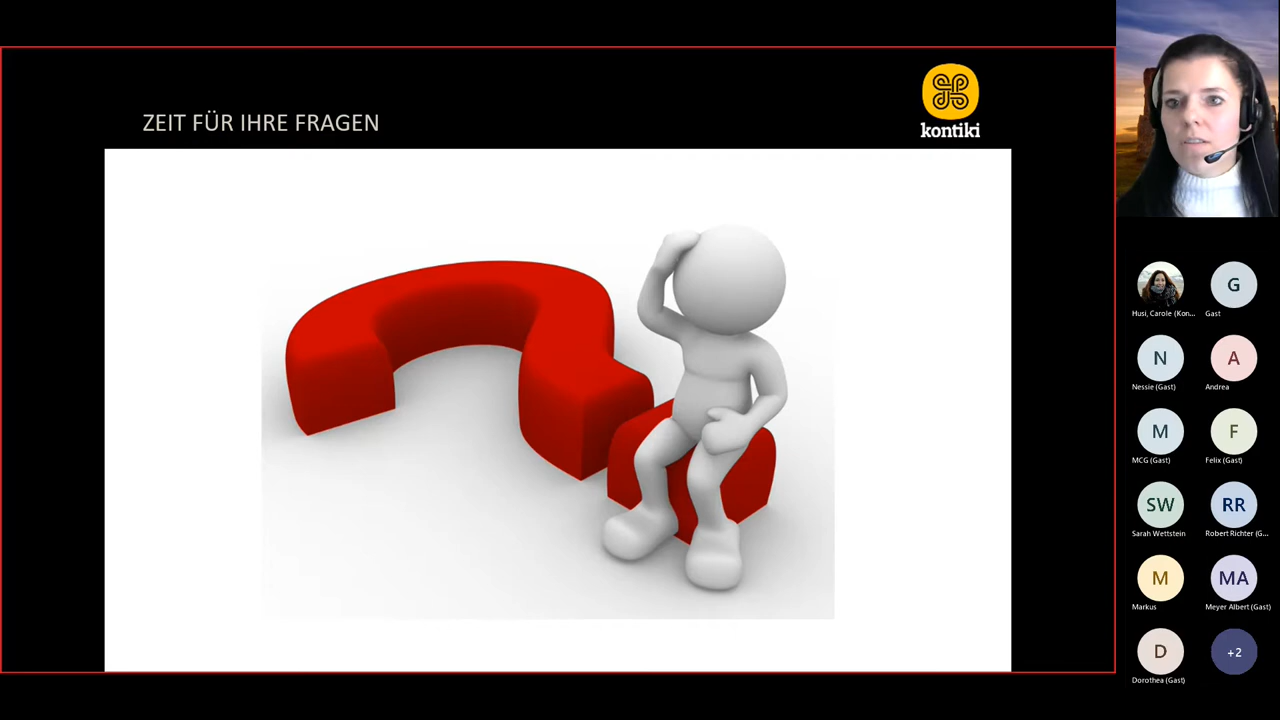 ZEIT FÜR IHRE FRAGEN
kontiki
Husi, Carole (Kon...
G
Gast
N
Nessie (Gast)
A
Andrea
M
MCG (Gast)
F
Felix (Gast)
SW
Sarah Wettstein
RR
Robert Richter (G...
M
Markus
MA
Meyer Albert (Gast)
D
Dorothea (Gast)
+2